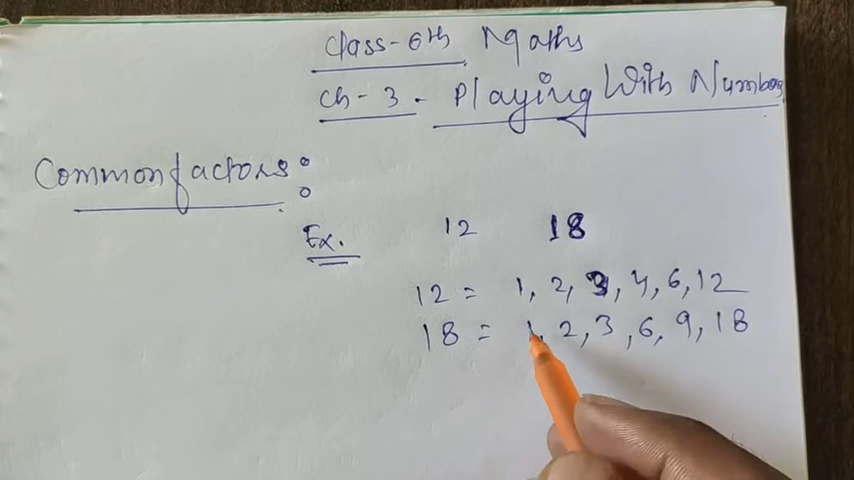 Class-6th Maths
Ch-3. Playing With Numbers
Common factors:
Ex. 12 18
12 = 1, 2, 3, 4, 6, 12
18 = 1, 2, 3, 6, 9, 18